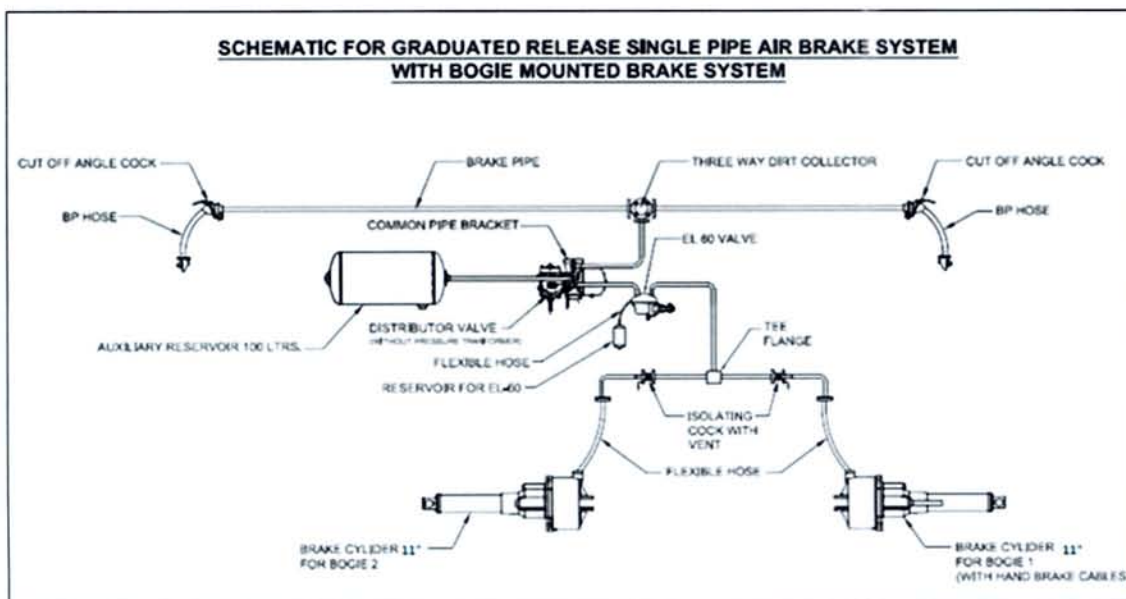 SCHEMATIC FOR GRADUATED RELEASE SINGLE PIPE AIR BRAKE SYSTEM
WITH BOGIE MOUNTED BRAKE SYSTEM
CUT OFF ANGLE COCK
BRAKE PIPE
THREE WAY DIRT COLLECTOR
CUT OFF ANGLE COCK
BP HOSE
BP HOSE
COMMON PIPE BRACKET
EL 60 VALVE
AUXILIARY RESERVOIR 100 LTRS.
DISTRIBUTOR VALVE
(WITHOUT PRESSURE TRANSFORMER)
FLEXIBLE HOSE
RESERVOIR FOR EL-60
TEE
FLANGE
ISOLATING
COCK WITH
VENT
FLEXIBLE HOSE
BRAKE CYLIDER 11"
FOR BOGIE 2
BRAKE CYLIDER 11"
FOR BOGIE 1
(WITH HAND BRAKE CABLES